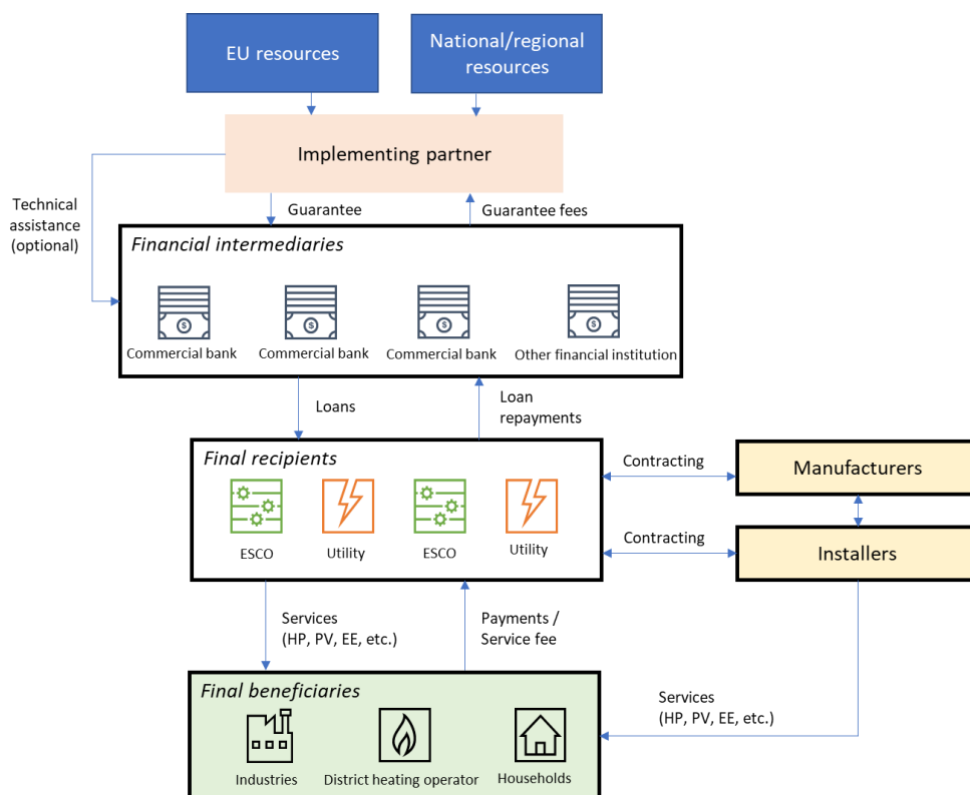 EU resources
National/regional
resources
Implementing partner
Technical
assistance
(optional)
Guarantee
Guarantee fees
Financial intermediaries
Commercial bank
Commercial bank
Commercial bank
Other financial institution
Loans
Loan
repayments
Final recipients
ESCO
Utility
ESCO
Utility
Contracting
Manufacturers
Contracting
Installers
Services
(HP, PV, EE, etc.)
Payments /
Service fee
Final beneficiaries
Industries
District heating operator
Households
Services
(HP, PV, EE, etc.)